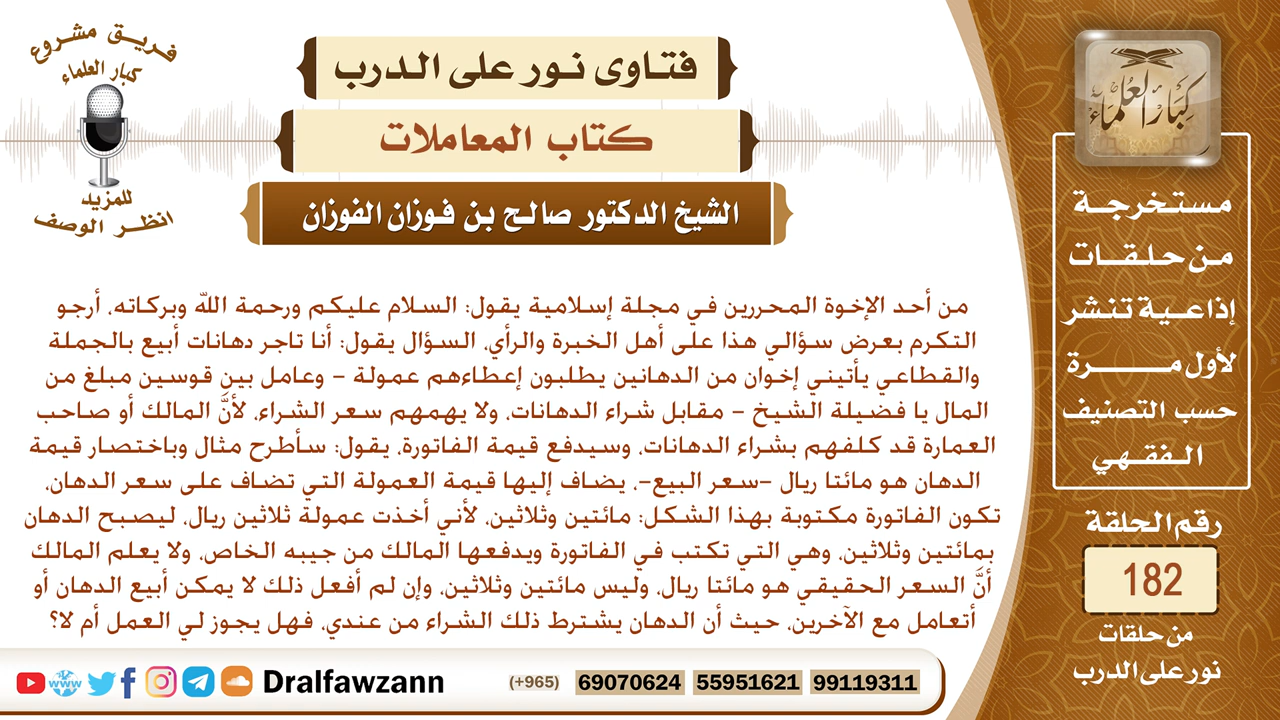 فريق مشروع
كبار العلماء
للمزيد
انظر الوصف
فتاوى نور على الدرب
كتاب المعاملات
الشيخ الدكتور صالح بن فوزان الفوزان
من أحد الإخوة المحررين في مجلة إسلامية يقول: السلام عليكم ورحمة الله وبركاته، أرجو
التكرم بعرض سؤالي هذا على أهل الخبرة والرأي، السؤال يقول: أنا تاجر دهانات أبيع بالجملة
والقطاعي يأتيني إخوان من الدهانين يطلبون إعطاءهم عمولة - وعامل بين قوسين مبلغ من
المال يا فضيلة الشيخ - مقابل شراء الدهانات، ولا يهمهم سعر الشراء، لأنَّ المالك أو صاحب
العمارة قد كلفهم بشراء الدهانات، وسيدفع قيمة الفاتورة، يقول: سأطرح مثال وباختصار قيمة
الدهان هو مائتا ريال -سعر البيع-، يضاف إليها قيمة العمولة التي تضاف على سعر الدهان،
تكون الفاتورة مكتوبة بهذا الشكل: مائتين وثلاثين، لأني أخذت عمولة ثلاثين ريال، ليصبح الدهان
بمائتين وثلاثين، وهي التي تكتب في الفاتورة ويدفعها المالك من جيبه الخاص، ولا يعلم المالك
أنَّ السعر الحقيقي هو مائتا ريال، وليس مائتين وثلاثين، وإن لم أفعل ذلك لا يمكن أبيع الدهان أو
أتعامل مع الآخرين، حيث أن الدهان يشترط ذلك الشراء من عندي، فهل يجوز لي العمل أم لا؟
كبار العلماء
مستخرجة
من حلقات
إذاعية تنشر
لأول مرة
حسب التصنيف
الفقهي
رقم الحلقة
182
من حلقات
نور على الدرب
www
Dralfawzann
(+965) 69070624 55951621 99119311